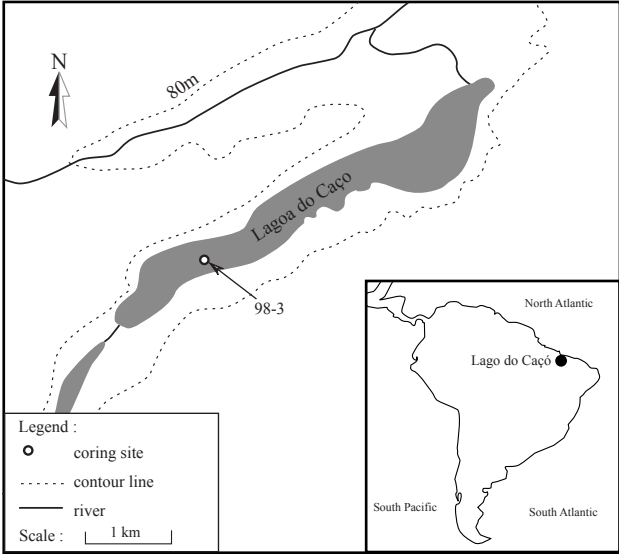 N
80m
Lagoa do Caço
98-3
Legend :
coring site
contour line
river
Scale : 1 km
North Atlantic
Lago do Caçó
South Pacific
South Atlantic